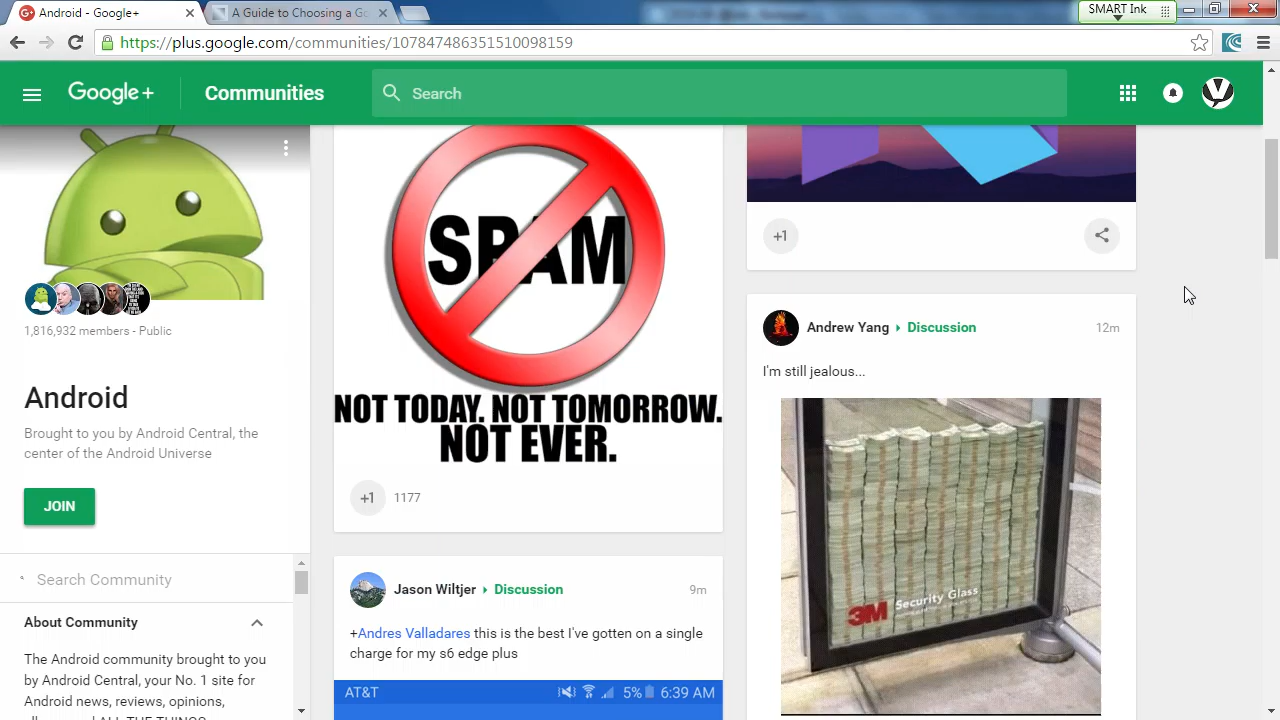 Android - Google+
A Guide to Choosing a Go
SMART Ink
https://plus.google.com/communities/107847486351510098159
Google+
Communities
Search
1,816,932 members - Public
Android
Brought to you by Android Central, the
center of the Android Universe
JOIN
Search Community
About Community
The Android community brought to you
by Android Central, your No. 1 site for
Android news, reviews, opinions,
SPAM
NOT TODAY. NOT TOMORROW.
NOT EVER.
+1
1177
Jason Wiltjer
Discussion
9m
+Andres Valladares this is the best I've gotten on a single
charge for my s6 edge plus
AT&T
5%
6:39 AM
+1
Andrew Yang
Discussion
12m
I'm still jealous...
3M Security Glass